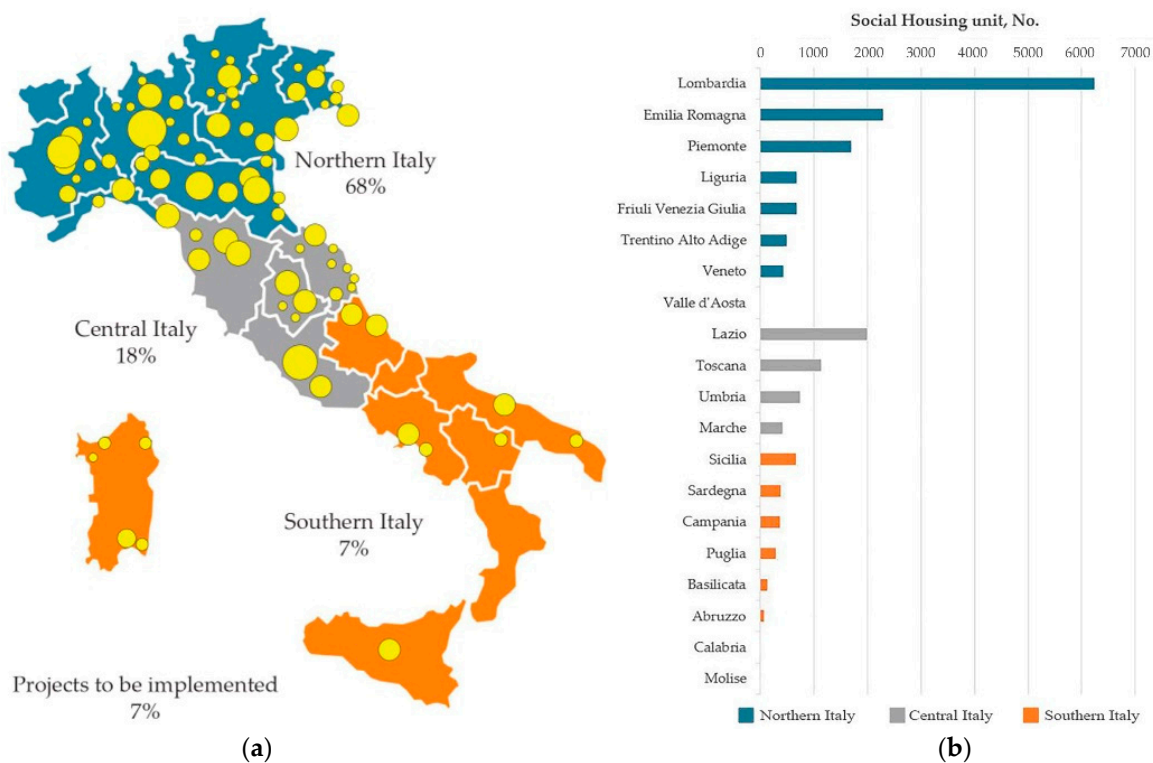 Northern Italy
68%
Central Italy
18%
Southern Italy
7%
Projects to be implemented
7%
(a)
Social Housing unit, No.
0 1000 2000 3000 4000 5000 6000 7000
Lombardia
Emilia Romagna
Piemonte
Liguria
Friuli Venezia Giulia
Trentino Alto Adige
Veneto
Valle d'Aosta
Lazio
Toscana
Umbria
Marche
Sicilia
Sardegna
Campania
Puglia
Basilicata
Abruzzo
Calabria
Molise
Northern Italy Central Italy Southern Italy
(b)